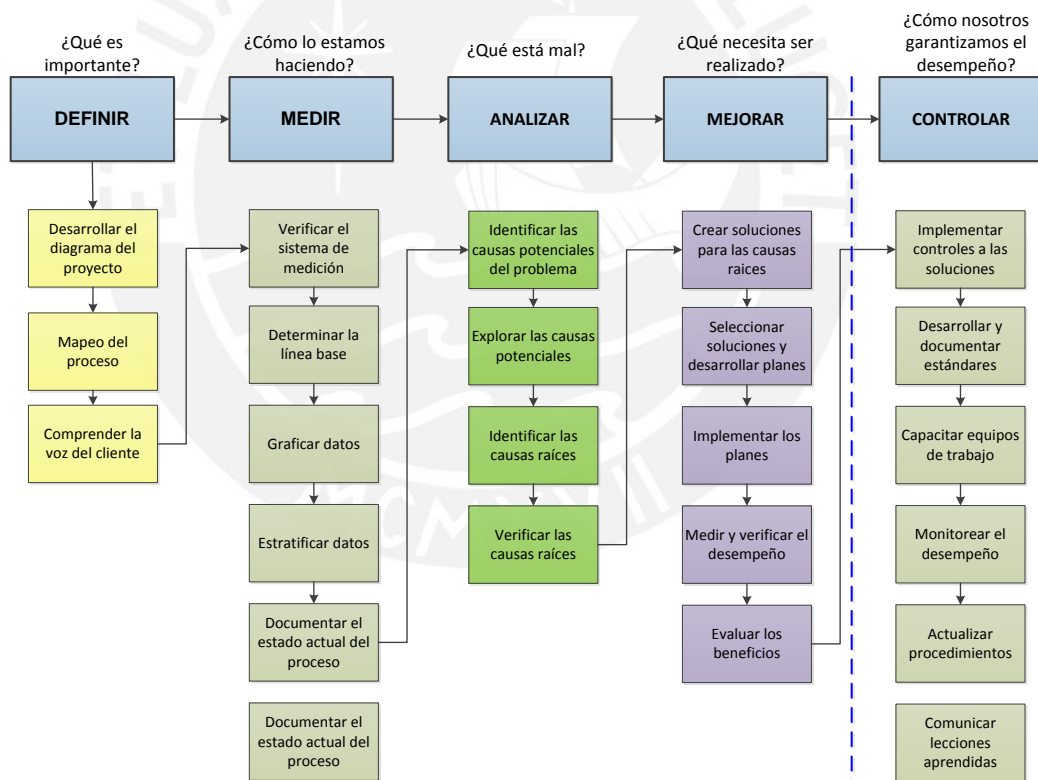 ¿Qué es
importante?
¿Cómo lo estamos
haciendo?
¿Qué está mal?
¿Qué necesita ser
realizado?
¿Cómo nosotros
garantizamos el
desempeño?
DEFINIR
MEDIR
ANALIZAR
MEJORAR
CONTROLAR
Desarrollar el
diagrama del
proyecto
Mapeo del
proceso
Comprender la
voz del cliente
Verificar el
sistema de
medición
Determinar la
línea base
Graficar datos
Estratificar datos
Documentar el
estado actual del
proceso
Documentar el
estado actual del
proceso
Identificar las
causas potenciales
del problema
Explorar las causas
potenciales
Identificar las
causas raíces
Verificar las
causas raíces
Crear soluciones
para las causas
raices
Seleccionar
soluciones y
desarrollar planes
Implementar los
planes
Medir y verificar el
desempeño
Evaluar los
beneficios
Implementar
controles a las
soluciones
Desarrollar y
documentar
estándares
Capacitar equipos
de trabajo
Monitorear el
desempeño
Actualizar
procedimientos
Comunicar
lecciones
aprendidas